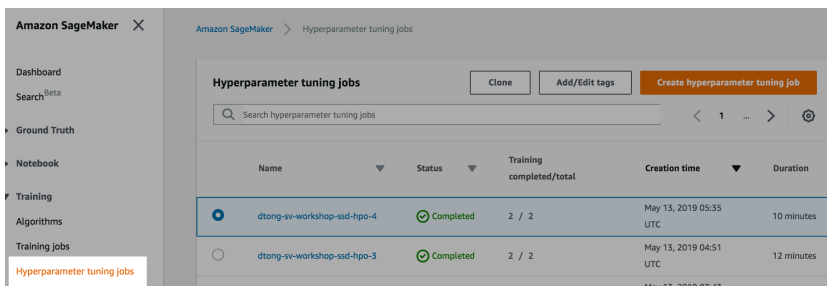 Amazon SageMaker
Dashboard
Search Beta
Ground Truth
Notebook
Training
Algorithms
Training jobs
Hyperparameter tuning jobs
Amazon SageMaker > Hyperparameter tuning jobs
Hyperparameter tuning jobs Clone Add/Edit tags Create hyperparameter tuning job
Search hyperparameter tuning jobs < 1 ... >
Name Status Training completed/total Creation time Duration
dtong-sv-workshop-ssd-hpo-4 Completed 2 / 2 May 13, 2019 05:35 UTC 10 minutes
dtong-sv-workshop-ssd-hpo-3 Completed 2 / 2 May 13, 2019 04:51 UTC 12 minutes